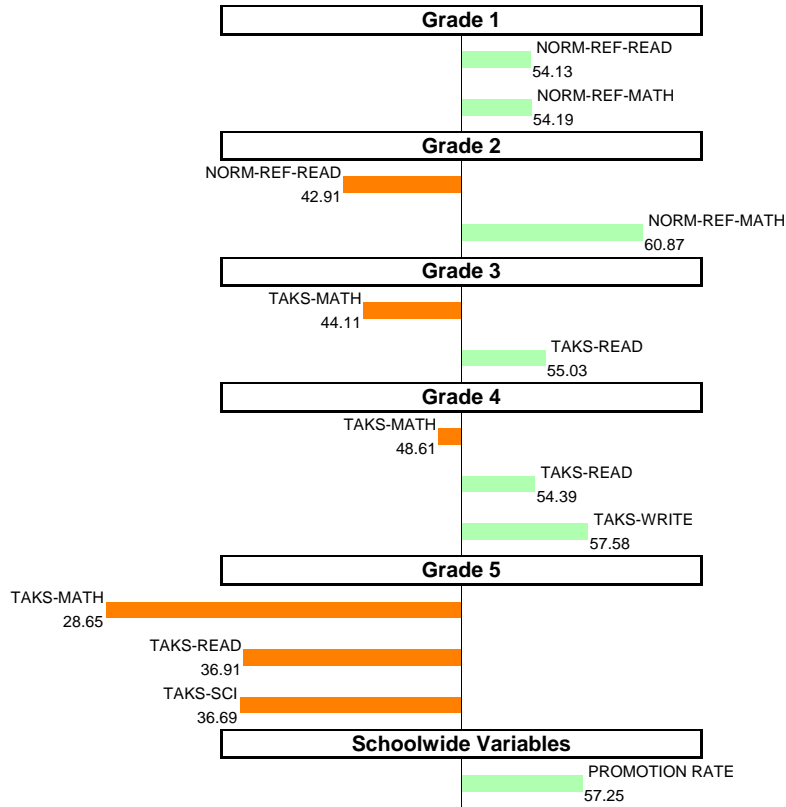 Grade 1
NORM-REF-READ
54.13
NORM-REF-MATH
54.19
Grade 2
NORM-REF-READ
42.91
NORM-REF-MATH
60.87
Grade 3
TAKS-MATH
44.11
TAKS-READ
55.03
Grade 4
TAKS-MATH
48.61
TAKS-READ
54.39
TAKS-WRITE
57.58
Grade 5
TAKS-MATH
28.65
TAKS-READ
36.91
TAKS-SCI
36.69
Schoolwide Variables
PROMOTION RATE
57.25